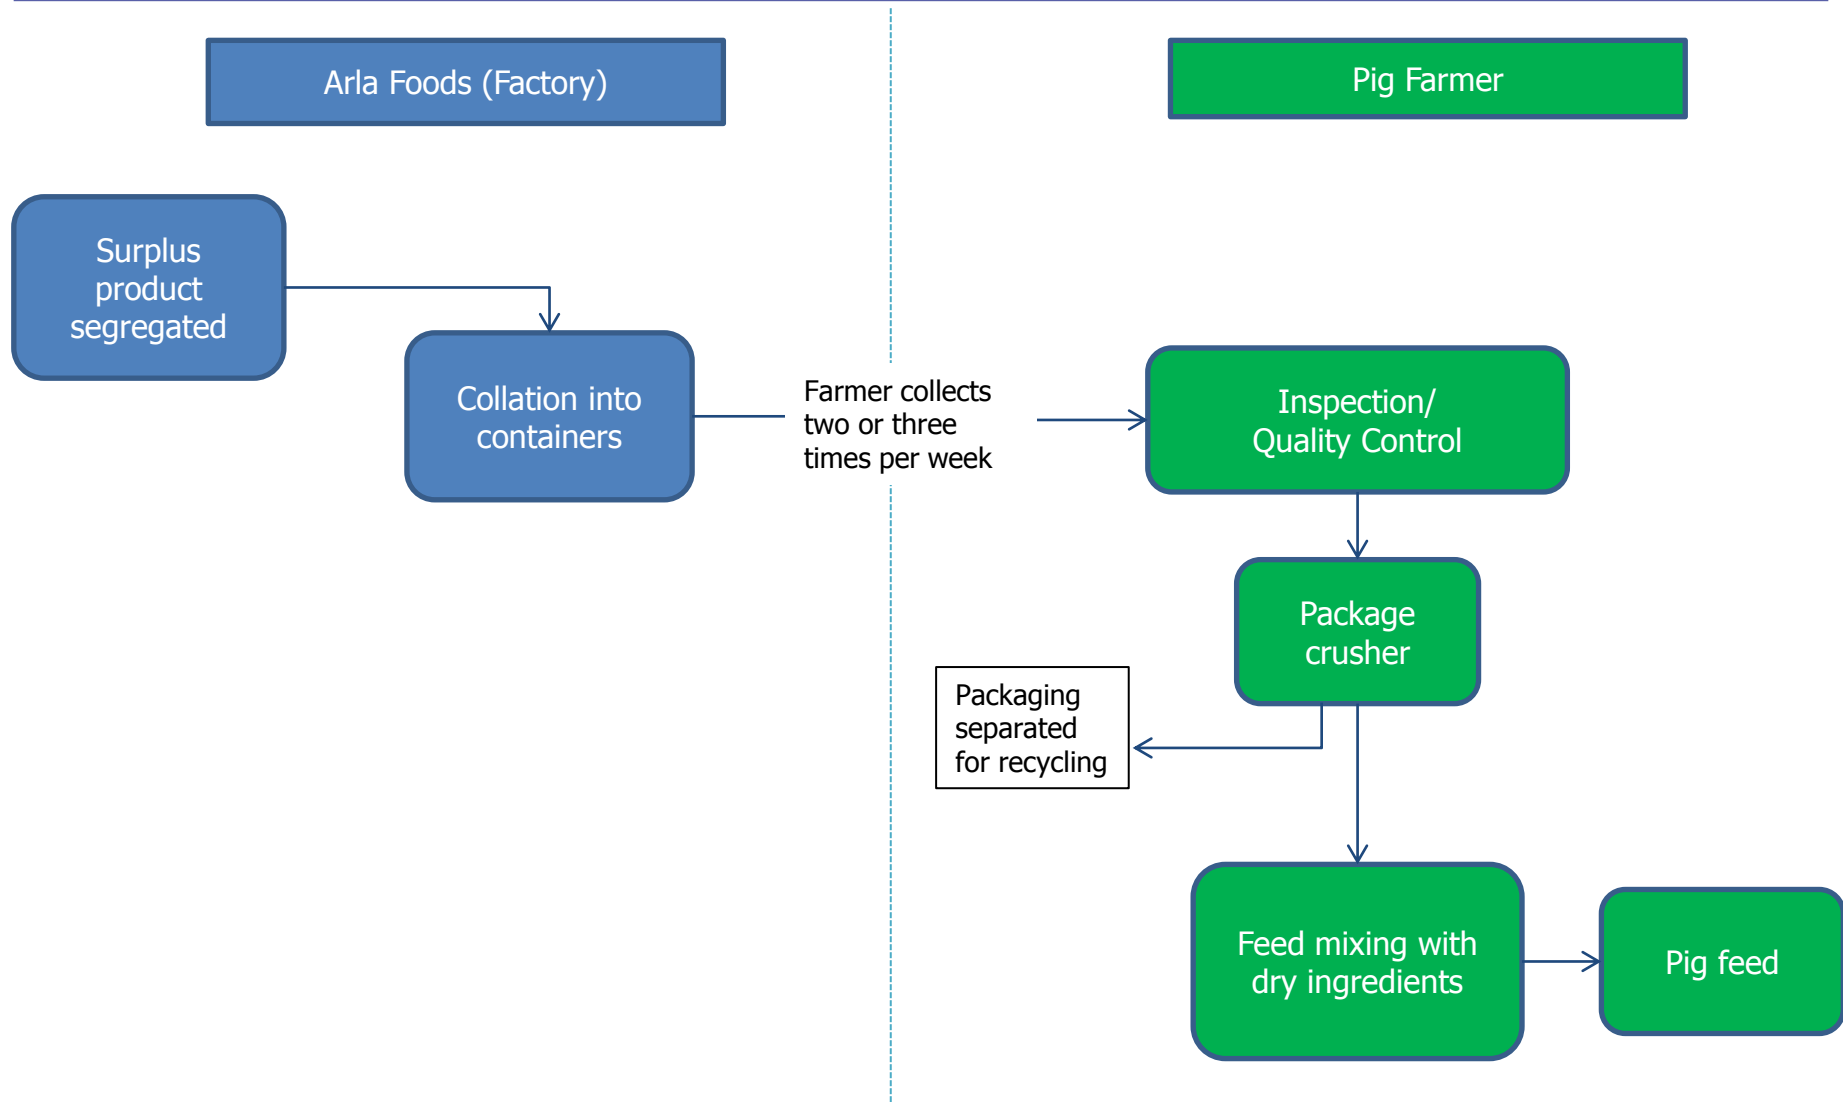 Arla Foods (Factory)
Pig Farmer
Surplus
product
segregated
Collation into
containers
Farmer collects
two or three
times per week
Inspection/
Quality Control
Package
crusher
Packaging
separated
for recycling
Feed mixing with
dry ingredients
Pig feed